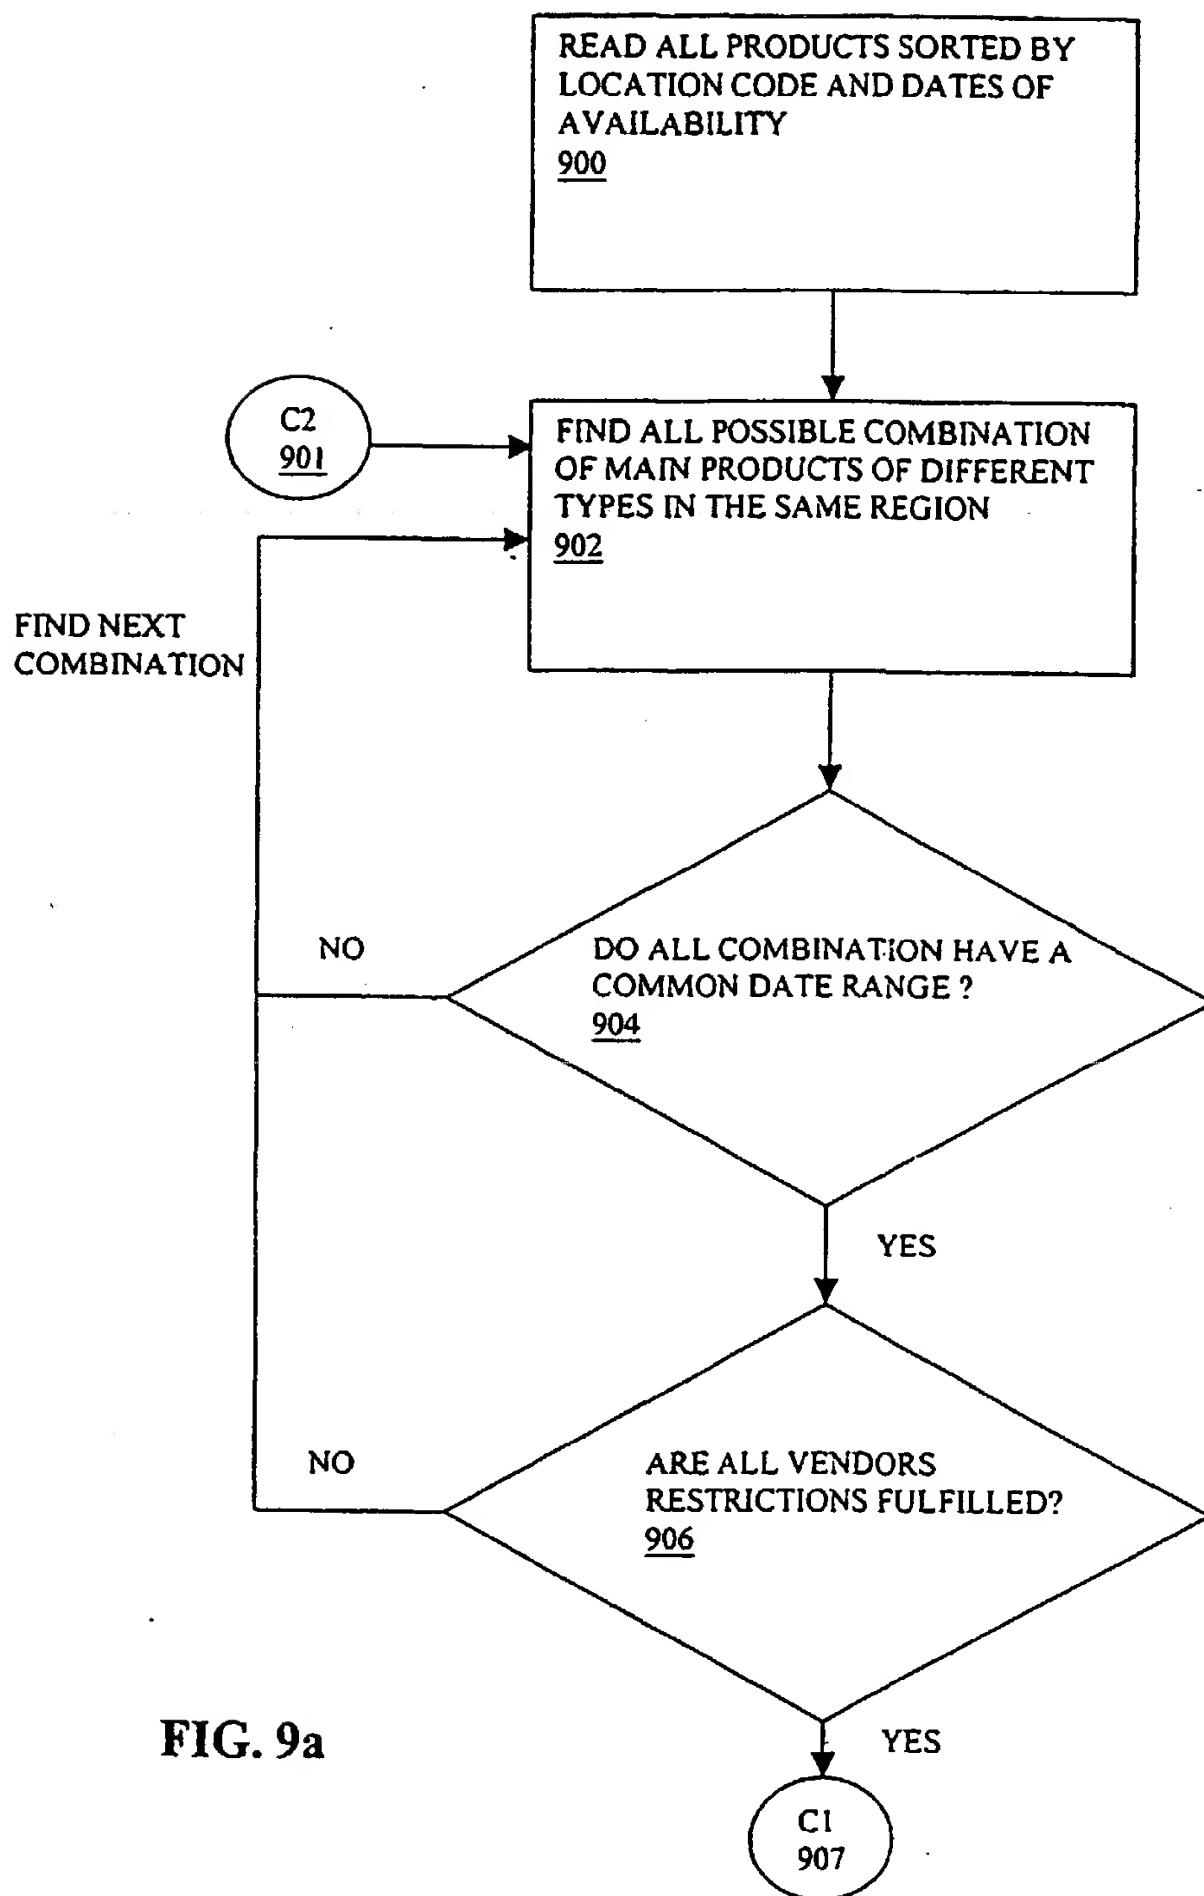 READ ALL PRODUCTS SORTED BY
LOCATION CODE AND DATES OF
AVAILABILITY
900
C2
901
FIND ALL POSSIBLE COMBINATION
OF MAIN PRODUCTS OF DIFFERENT
TYPES IN THE SAME REGION
902
FIND NEXT
COMBINATION
NO
DO ALL COMBINATION HAVE A
COMMON DATE RANGE ?
904
YES
NO
ARE ALL VENDORS
RESTRICTIONS FULFILLED?
906
YES
FIG. 9a
C1
907